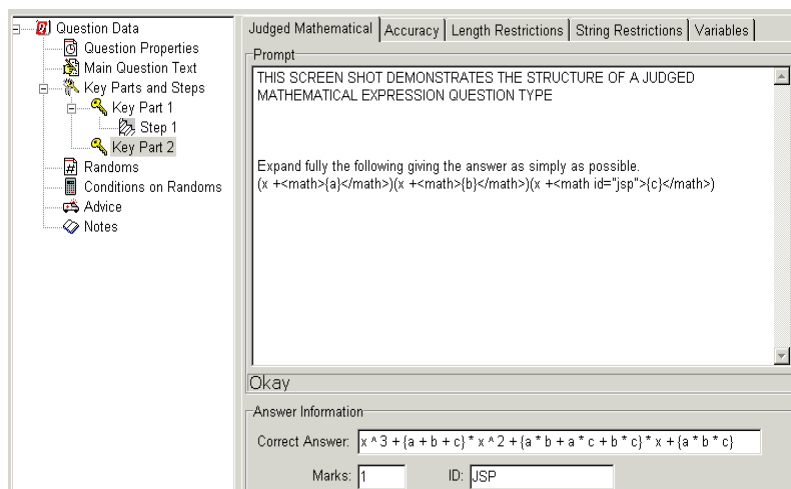 Question Data
Question Properties
Main Question Text
Key Parts and Steps
Key Part 1
Step 1
Key Part 2
Randoms
Conditions on Randoms
Advice
Notes
Judged Mathematical Accuracy Length Restrictions String Restrictions Variables
Prompt
THIS SCREEN SHOT DEMONSTRATES THE STRUCTURE OF A JUDGED
MATHEMATICAL EXPRESSION QUESTION TYPE
Expand fully the following giving the answer as simply as possible.
(x +<math>{a}</math>)(x +<math>{b}</math>)(x +<math id="jsp">{c}</math>)
Okay
Answer Information
Correct Answer: x ^ 3 + {a + b + c} * x ^ 2 + {a * b + a * c + b * c} * x + {a * b * c}
Marks: 1 ID: JSP